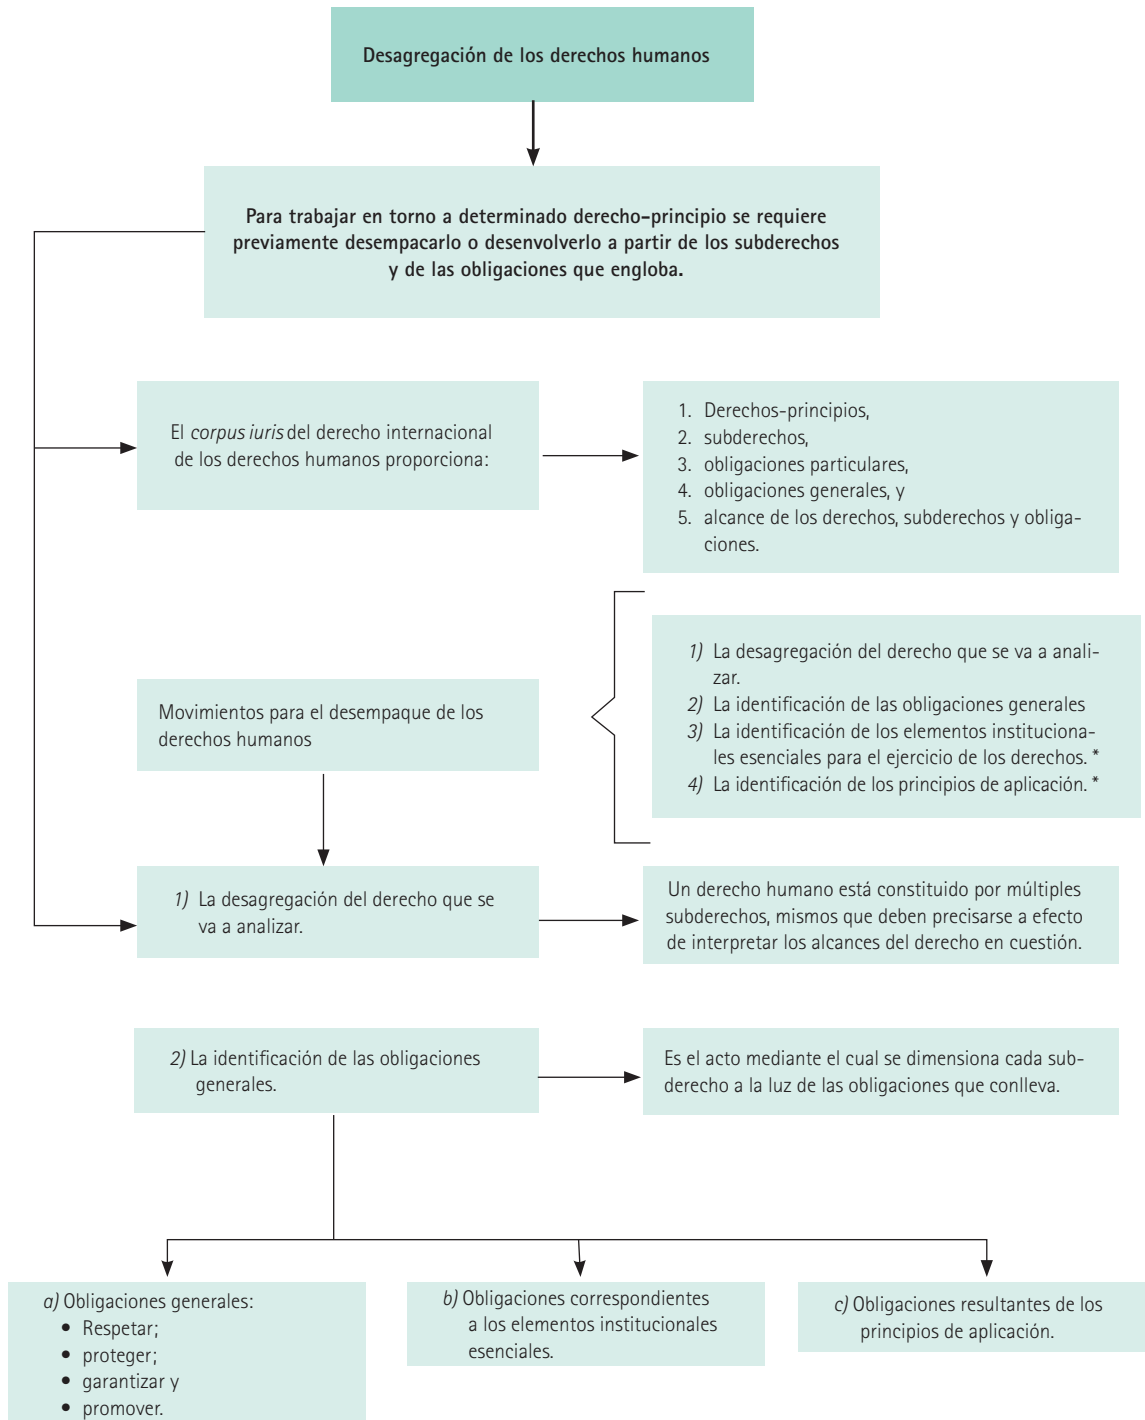 Desagregación de los derechos humanos
Para trabajar en torno a determinado derecho-principio se requiere
previamente desempacarlo o desenvolverlo a partir de los subderechos
y de las obligaciones que engloba.
El corpus iuris del derecho internacional
de los derechos humanos proporciona:
1. Derechos-principios,
2. subderechos,
3. obligaciones particulares,
4. obligaciones generales, y
5. alcance de los derechos, subderechos y obliga-
ciones.
Movimientos para el desempaque de los
derechos humanos
1) La desagregación del derecho que se va a anali-
zar.
2) La identificación de las obligaciones generales
3) La identificación de los elementos instituciona-
les esenciales para el ejercicio de los derechos. *
4) La identificación de los principios de aplicación. *
1) La desagregación del derecho que se
va a analizar.
Un derecho humano está constituido por múltiples
subderechos, mismos que deben precisarse a efecto
de interpretar los alcances del derecho en cuestión.
2) La identificación de las obligaciones
generales.
Es el acto mediante el cual se dimensiona cada sub-
derecho a la luz de las obligaciones que conlleva.
a) Obligaciones generales:
• Respetar;
• proteger;
• garantizar y
• promover.
b) Obligaciones correspondientes
a los elementos institucionales
esenciales.
c) Obligaciones resultantes de los
principios de aplicación.